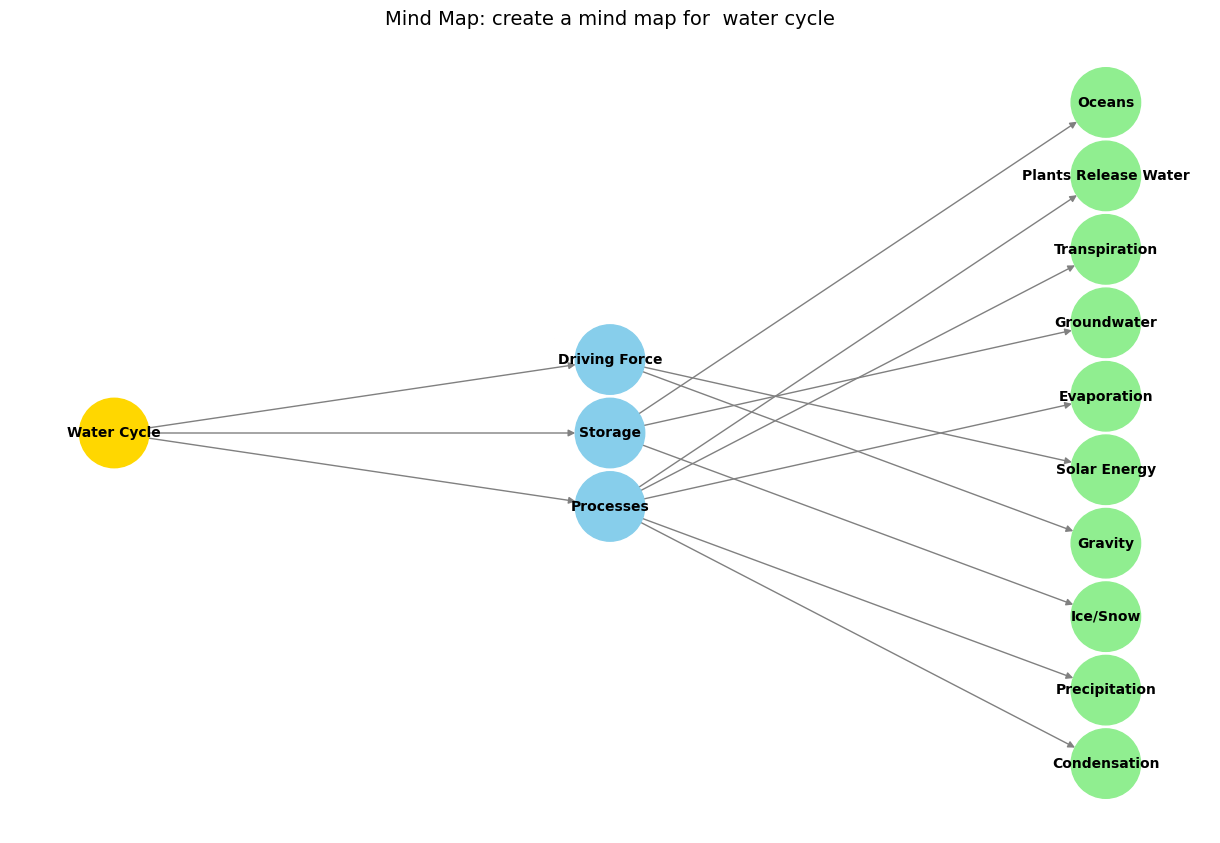 Mind Map: create a mind map for  water cycle
Water Cycle
Driving Force
Storage
Processes
Oceans
Plants Release Water
Transpiration
Groundwater
Evaporation
Solar Energy
Gravity
Ice/Snow
Precipitation
Condensation